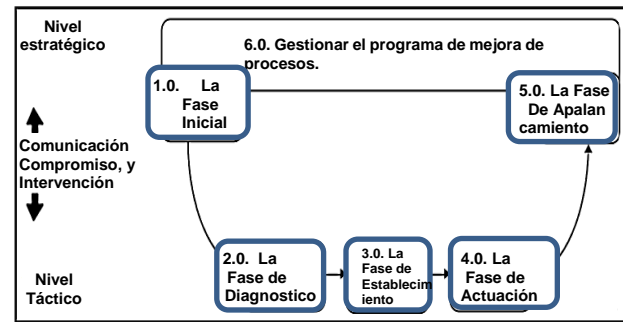 Nivel
estratégico
6.0. Gestionar el programa de mejora de
procesos.
1.0. La
Fase
Inicial
5.0. La Fase
De Apalan
camiento
Comunicación
Compromiso, y
Intervención
2.0. La
Fase de
Diagnostico
3.0. La
Fase de
Establecim
iento
4.0. La
Fase de
Actuación
Nivel
Táctico